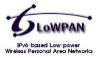 6LoWPAN
IPv6-based Low-power
Wireless Personal Area Networks